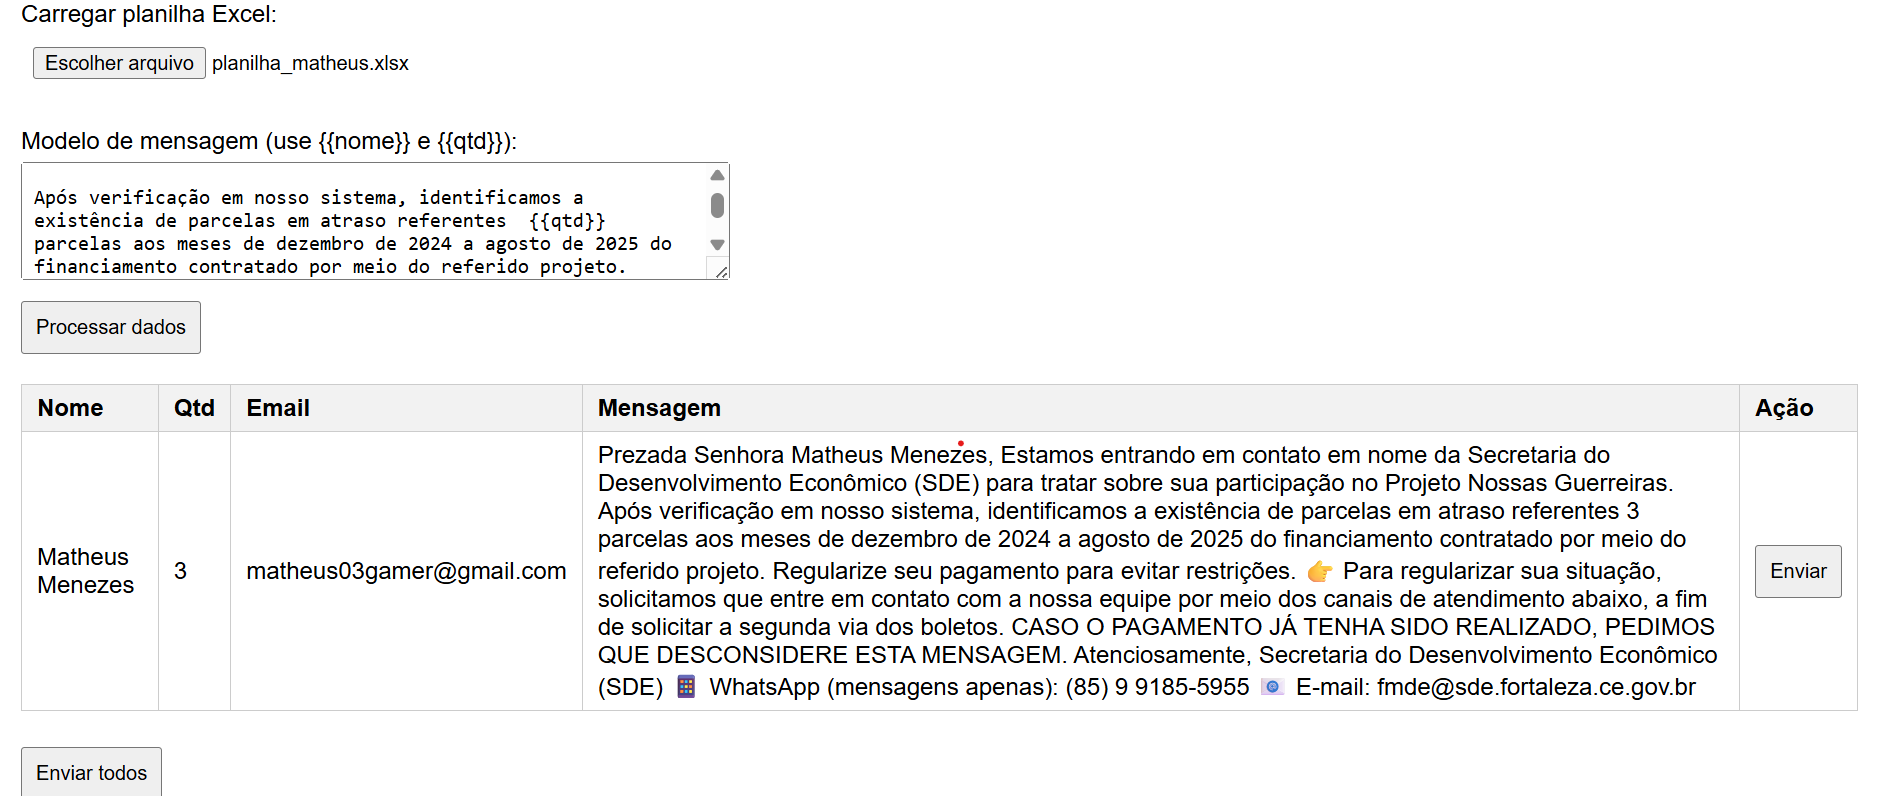 Carregar planilha Excel:
Escolher arquivo planilha_matheus.xlsx
Modelo de mensagem (use {{nome}} e {{qtd}}):
Após verificação em nosso sistema, identificamos a
existência de parcelas em atraso referentes  {{qtd}}
parcelas aos meses de dezembro de 2024 a agosto de 2025 do
financiamento contratado por meio do referido projeto.
Processar dados
Nome Qtd Email Mensagem Ação
Matheus
Menezes
3
matheus03gamer@gmail.com
Prezada Senhora Matheus Menezes, Estamos entrando em contato em nome da Secretaria do
Desenvolvimento Econômico (SDE) para tratar sobre sua participação no Projeto Nossas Guerreiras.
Após verificação em nosso sistema, identificamos a existência de parcelas em atraso referentes 3
parcelas aos meses de dezembro de 2024 a agosto de 2025 do financiamento contratado por meio do
referido projeto. Regularize seu pagamento para evitar restrições. 👉 Para regularizar sua situação,
solicitamos que entre em contato com a nossa equipe por meio dos canais de atendimento abaixo, a fim
de solicitar a segunda via dos boletos. CASO O PAGAMENTO JÁ TENHA SIDO REALIZADO, PEDIMOS
QUE DESCONSIDERE ESTA MENSAGEM. Atenciosamente, Secretaria do Desenvolvimento Econômico
(SDE) 📱 WhatsApp (mensagens apenas): (85) 9 9185-5955 📧 E-mail: fmde@sde.fortaleza.ce.gov.br
Enviar
Enviar todos